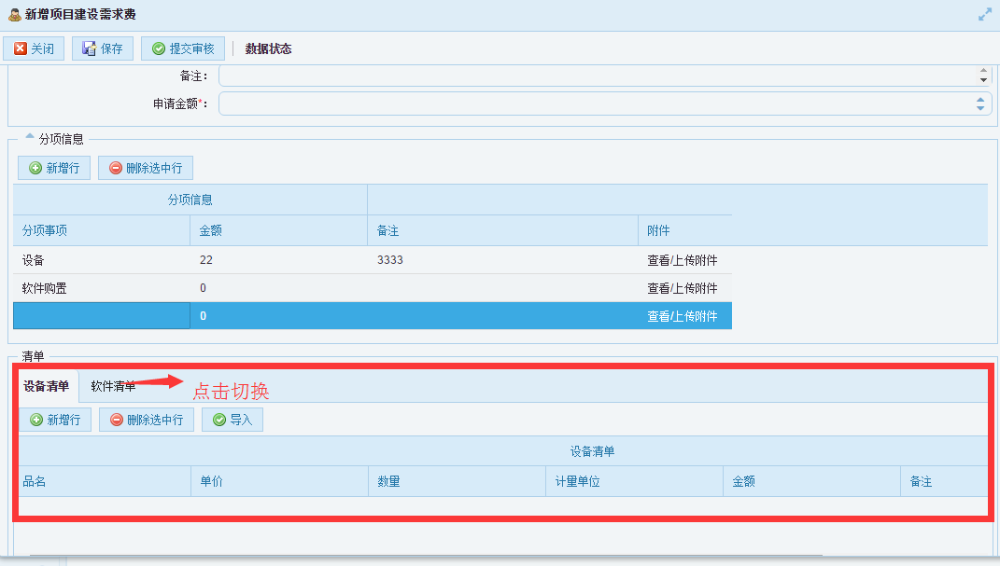 新增项目建设需求费
关闭 保存 提交审核 数据状态
备注：
申请金额*：
分项信息
新增行 删除选中行
分项信息
分项事项 金额 备注 附件
设备 22 3333 查看/上传附件
软件购置 0 查看/上传附件
0 查看/上传附件
清单
设备清单 软件清单 点击切换
新增行 删除选中行 导入
设备清单
品名 单价 数量 计量单位 金额 备注